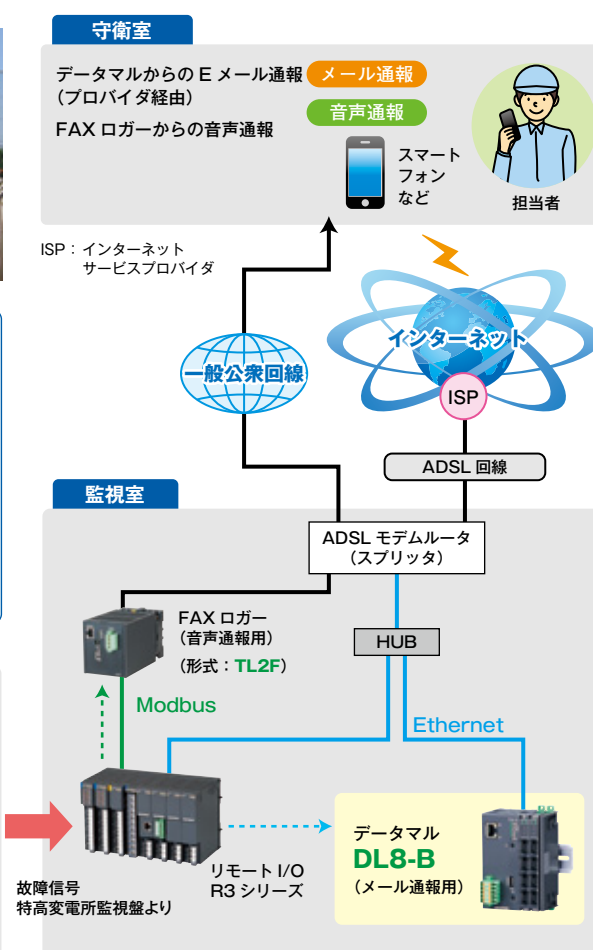 守衛室
データマルからの E メール通報
(プロバイダ経由)
FAX ロガーからの音声通報
メール通報
音声通報
スマート
フォン
など
担当者
ISP：インターネット
サービスプロバイダ
一般公衆回線
インターネット
ISP
ADSL 回線
監視室
ADSL モデムルータ
(スプリッタ)
FAX ロガー
(音声通報用)
(形式：TL2F)
HUB
Modbus
Ethernet
リモート I/O
R3 シリーズ
故障信号
特高変電所監視盤より
データマル
DL8-B
(メール通報用)